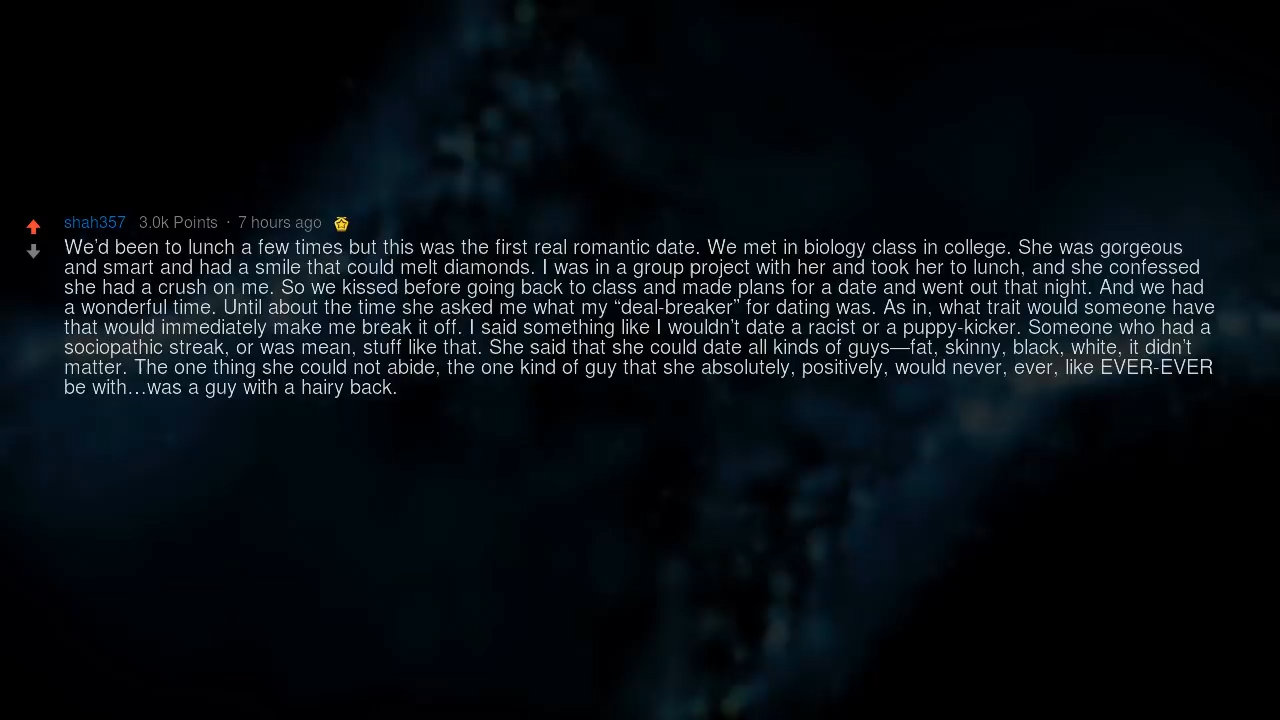 shah357 3.0k Points · 7 hours ago
We'd been to lunch a few times but this was the first real romantic date. We met in biology class in college. She was gorgeous
and smart and had a smile that could melt diamonds. I was in a group project with her and took her to lunch, and she confessed
she had a crush on me. So we kissed before going back to class and made plans for a date and went out that night. And we had
a wonderful time. Until about the time she asked me what my “deal-breaker” for dating was. As in, what trait would someone have
that would immediately make me break it off. I said something like I wouldn't date a racist or a puppy-kicker. Someone who had a
sociopathic streak, or was mean, stuff like that. She said that she could date all kinds of guys—fat, skinny, black, white, it didn't
matter. The one thing she could not abide, the one kind of guy that she absolutely, positively, would never, ever, like EVER-EVER
be with…was a guy with a hairy back.